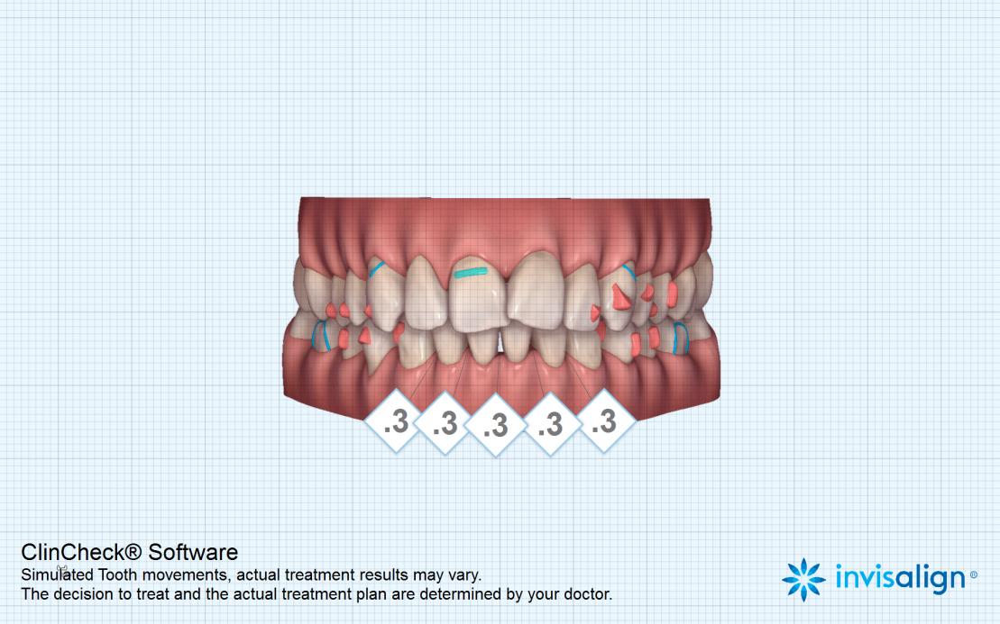 .3 .3 .3 .3 .3
ClinCheck® Software
Simulated Tooth movements, actual treatment results may vary.
The decision to treat and the actual treatment plan are determined by your doctor.
invisalign®